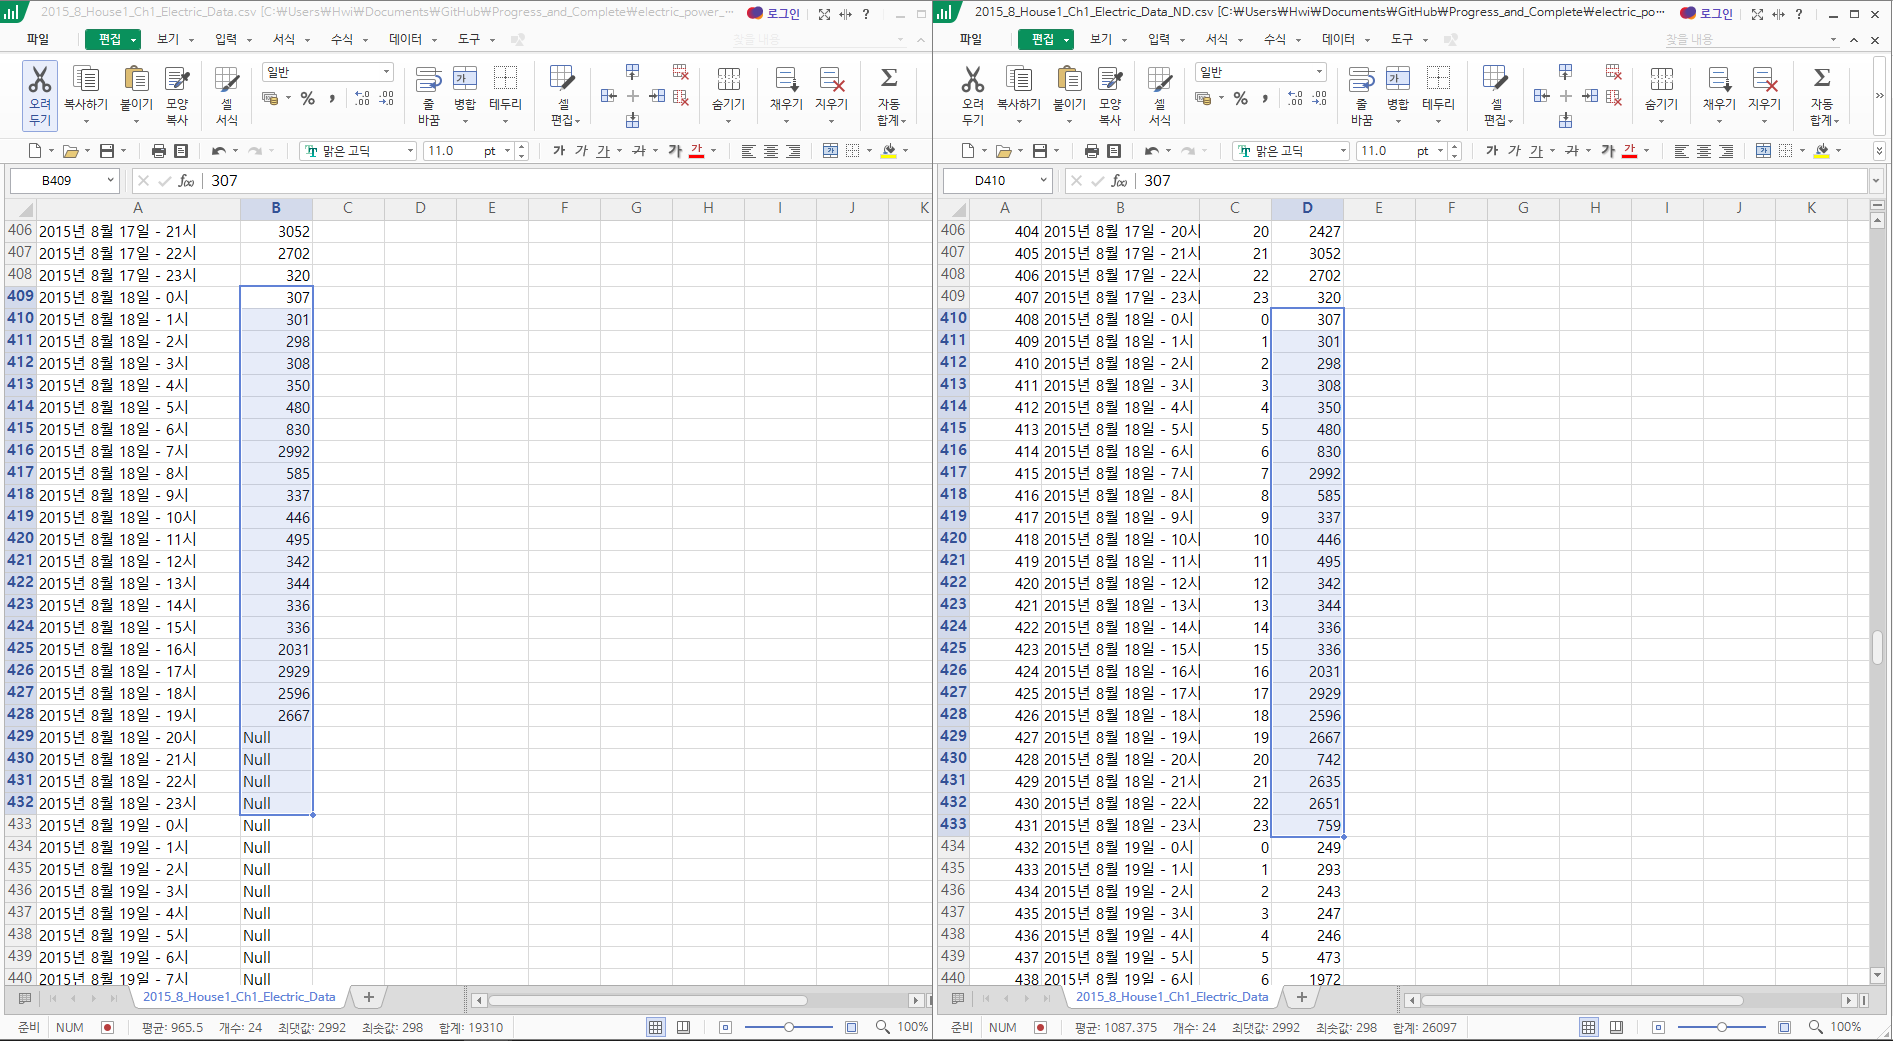 2015_8_House1_Ch1_Electric_Data.csv [C:₩Users₩Hwi₩Documents₩GitHub₩Progress_and_Complete₩electric_power_ ··· 로그인 ?
파일 편집 보기 입력 서식 수식 데이터 도구 찾을 내용
오려 두기 복사하기 붙이기 모양 복사 셀 서식 일반 % , 줄 바꿈 병합 테두리 셀 편집 숨기기 채우기 지우기 자동 합계
맑은 고딕 11.0 pt 가 가 가 가 가 가
B409 307
A B C D E F G H I J K
406 2015년 8월 17일 - 21시 3052
407 2015년 8월 17일 - 22시 2702
408 2015년 8월 17일 - 23시 320
409 2015년 8월 18일 - 0시 307
410 2015년 8월 18일 - 1시 301
411 2015년 8월 18일 - 2시 298
412 2015년 8월 18일 - 3시 308
413 2015년 8월 18일 - 4시 350
414 2015년 8월 18일 - 5시 480
415 2015년 8월 18일 - 6시 830
416 2015년 8월 18일 - 7시 2992
417 2015년 8월 18일 - 8시 585
418 2015년 8월 18일 - 9시 337
419 2015년 8월 18일 - 10시 446
420 2015년 8월 18일 - 11시 495
421 2015년 8월 18일 - 12시 342
422 2015년 8월 18일 - 13시 344
423 2015년 8월 18일 - 14시 336
424 2015년 8월 18일 - 15시 336
425 2015년 8월 18일 - 16시 2031
426 2015년 8월 18일 - 17시 2929
427 2015년 8월 18일 - 18시 2596
428 2015년 8월 18일 - 19시 2667
429 2015년 8월 18일 - 20시 Null
430 2015년 8월 18일 - 21시 Null
431 2015년 8월 18일 - 22시 Null
432 2015년 8월 18일 - 23시 Null
433 2015년 8월 19일 - 0시 Null
434 2015년 8월 19일 - 1시 Null
435 2015년 8월 19일 - 2시 Null
436 2015년 8월 19일 - 3시 Null
437 2015년 8월 19일 - 4시 Null
438 2015년 8월 19일 - 5시 Null
439 2015년 8월 19일 - 6시 Null
440 2015년 8월 19일 - 7시 Null
2015_8_House1_Ch1_Electric_Data
준비 NUM 평균: 965.5 개수: 24 최댓값: 2992 최솟값: 298 합계: 19310 100%
2015_8_House1_Ch1_Electric_Data_ND.csv [C:₩Users₩Hwi₩Documents₩GitHub₩Progress_and_Complete₩electric_po··· 로그인 ?
파일 편집 보기 입력 서식 수식 데이터 도구 찾을 내용
오려 두기 복사하기 붙이기 모양 복사 셀 서식 일반 % , 줄 바꿈 병합 테두리 셀 편집 숨기기 채우기 지우기 자동 합계
맑은 고딕 11.0 pt 가 가 가 가 가 가
D410 307
A B C D E F G H I J K
406 404 2015년 8월 17일 - 20시 20 2427
407 405 2015년 8월 17일 - 21시 21 3052
408 406 2015년 8월 17일 - 22시 22 2702
409 407 2015년 8월 17일 - 23시 23 320
410 408 2015년 8월 18일 - 0시 0 307
411 409 2015년 8월 18일 - 1시 1 301
412 410 2015년 8월 18일 - 2시 2 298
413 411 2015년 8월 18일 - 3시 3 308
414 412 2015년 8월 18일 - 4시 4 350
415 413 2015년 8월 18일 - 5시 5 480
416 414 2015년 8월 18일 - 6시 6 830
417 415 2015년 8월 18일 - 7시 7 2992
418 416 2015년 8월 18일 - 8시 8 585
419 417 2015년 8월 18일 - 9시 9 337
420 418 2015년 8월 18일 - 10시 10 446
421 419 2015년 8월 18일 - 11시 11 495
422 420 2015년 8월 18일 - 12시 12 342
423 421 2015년 8월 18일 - 13시 13 344
424 422 2015년 8월 18일 - 14시 14 336
425 423 2015년 8월 18일 - 15시 15 336
426 424 2015년 8월 18일 - 16시 16 2031
427 425 2015년 8월 18일 - 17시 17 2929
428 426 2015년 8월 18일 - 18시 18 2596
429 427 2015년 8월 18일 - 19시 19 2667
430 428 2015년 8월 18일 - 20시 20 742
431 429 2015년 8월 18일 - 21시 21 2635
432 430 2015년 8월 18일 - 22시 22 2651
433 431 2015년 8월 18일 - 23시 23 759
434 432 2015년 8월 19일 - 0시 0 249
435 433 2015년 8월 19일 - 1시 1 293
436 434 2015년 8월 19일 - 2시 2 243
437 435 2015년 8월 19일 - 3시 3 247
438 436 2015년 8월 19일 - 4시 4 246
439 437 2015년 8월 19일 - 5시 5 473
440 438 2015년 8월 19일 - 6시 6 1972
2015_8_House1_Ch1_Electric_Data
준비 NUM 평균: 1087.375 개수: 24 최댓값: 2992 최솟값: 298 합계: 26097 100%